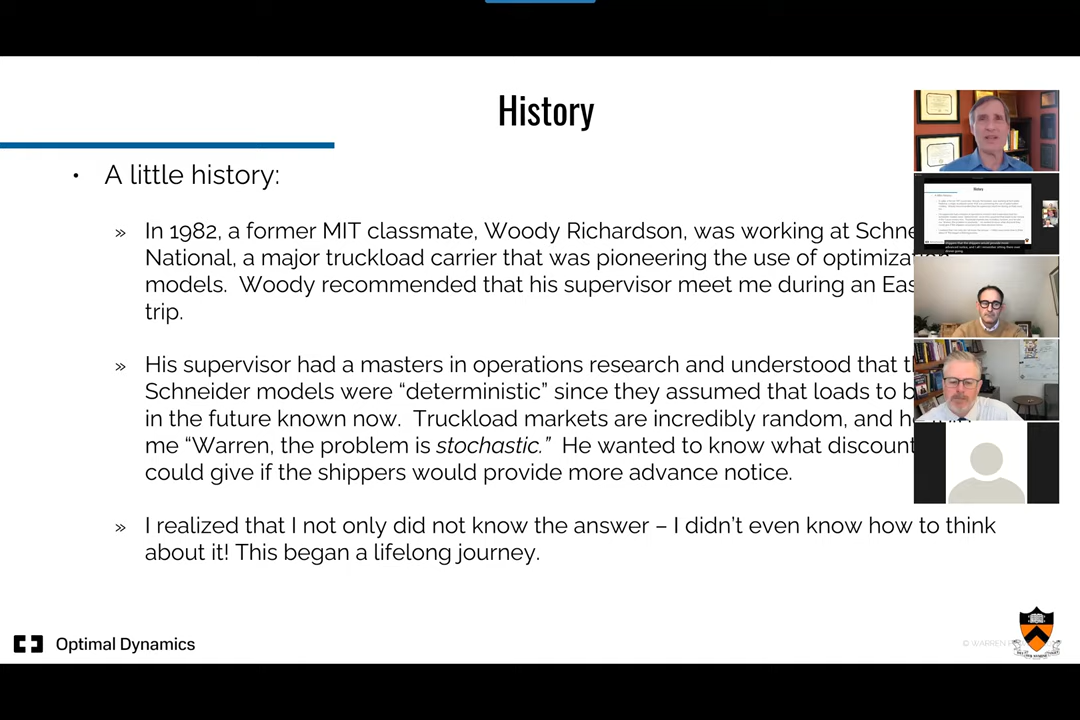 History
• A little history:
» In 1982, a former MIT classmate, Woody Richardson, was working at Schne
National, a major truckload carrier that was pioneering the use of
models. Woody recommended that his supervisor meet me during an Eas
trip.
» His supervisor had a masters in operations research and understood that
Schneider models were “deterministic” since they assumed that loads to b
in the future known now. Truckload markets are incredibly random, and
me “Warren, the problem is stochastic.” He wanted to know what discount
could give if the shippers would provide more advance notice.
» I realized that I not only did not know the answer – I didn’t even know how to think
about it! This began a lifelong journey.
Optimal Dynamics
© WARREN